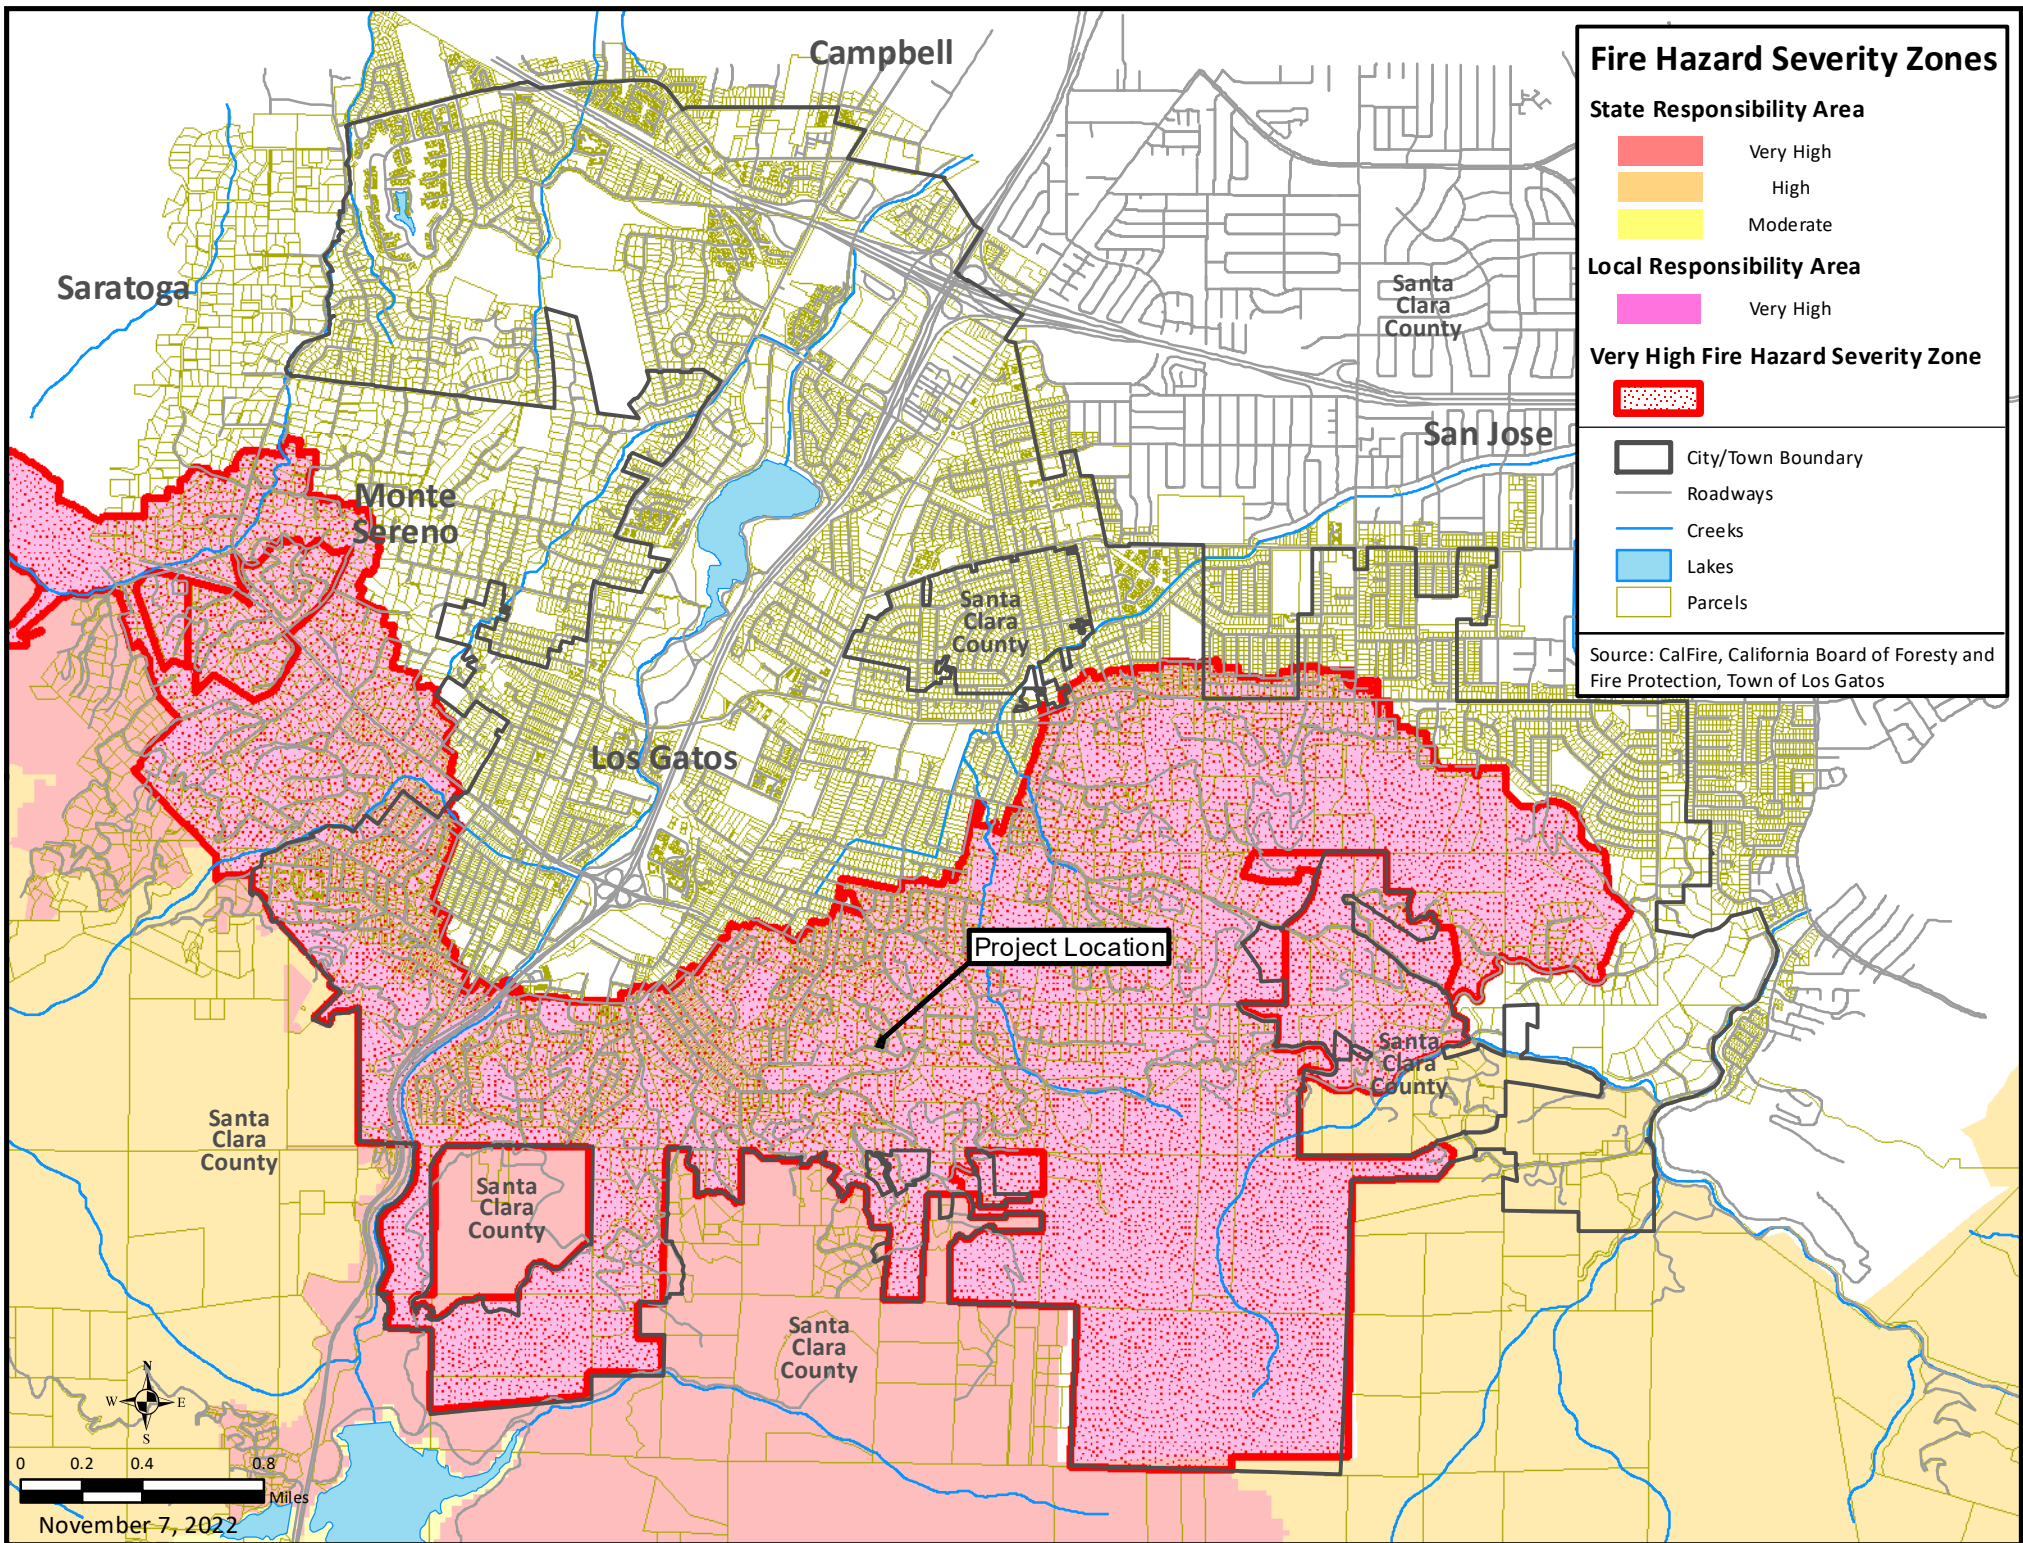 Campbell
Saratoga
Santa
Clara
County
San Jose
Monte
Sereno
Santa
Clara
County
Los Gatos
Project Location
Santa
Clara
County
Santa
Clara
County
Santa
Clara
County
Santa
Clara
County
N
W E
S
0 0.2 0.4 0.8
Miles
November 7, 2022
Fire Hazard Severity Zones
State Responsibility Area
Very High
High
Moderate
Local Responsibility Area
Very High
Very High Fire Hazard Severity Zone
City/Town Boundary
Roadways
Creeks
Lakes
Parcels
Source: CalFire, California Board of Foresty and
Fire Protection, Town of Los Gatos